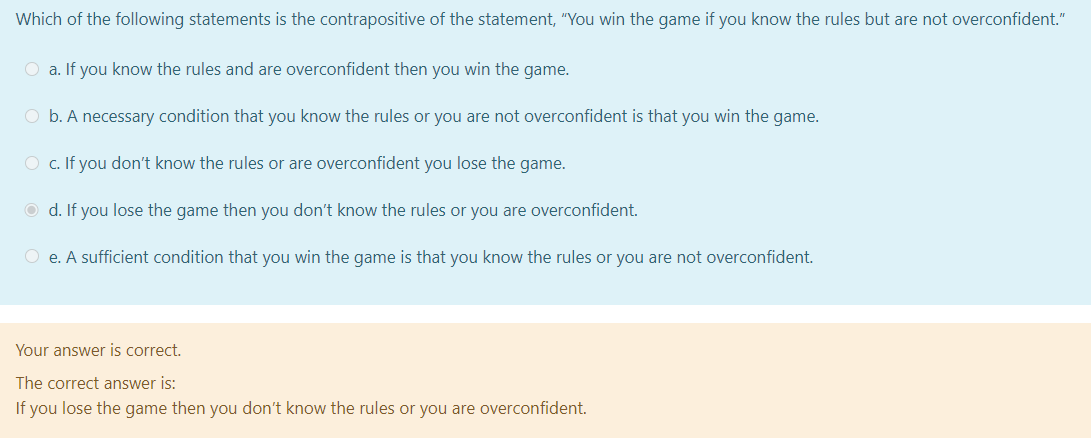 Which of the following statements is the contrapositive of the statement, “You win the game if you know the rules but are not overconfident.”
a. If you know the rules and are overconfident then you win the game.
b. A necessary condition that you know the rules or you are not overconfident is that you win the game.
c. If you don’t know the rules or are overconfident you lose the game.
d. If you lose the game then you don’t know the rules or you are overconfident.
e. A sufficient condition that you win the game is that you know the rules or you are not overconfident.
Your answer is correct.
The correct answer is:
If you lose the game then you don’t know the rules or you are overconfident.